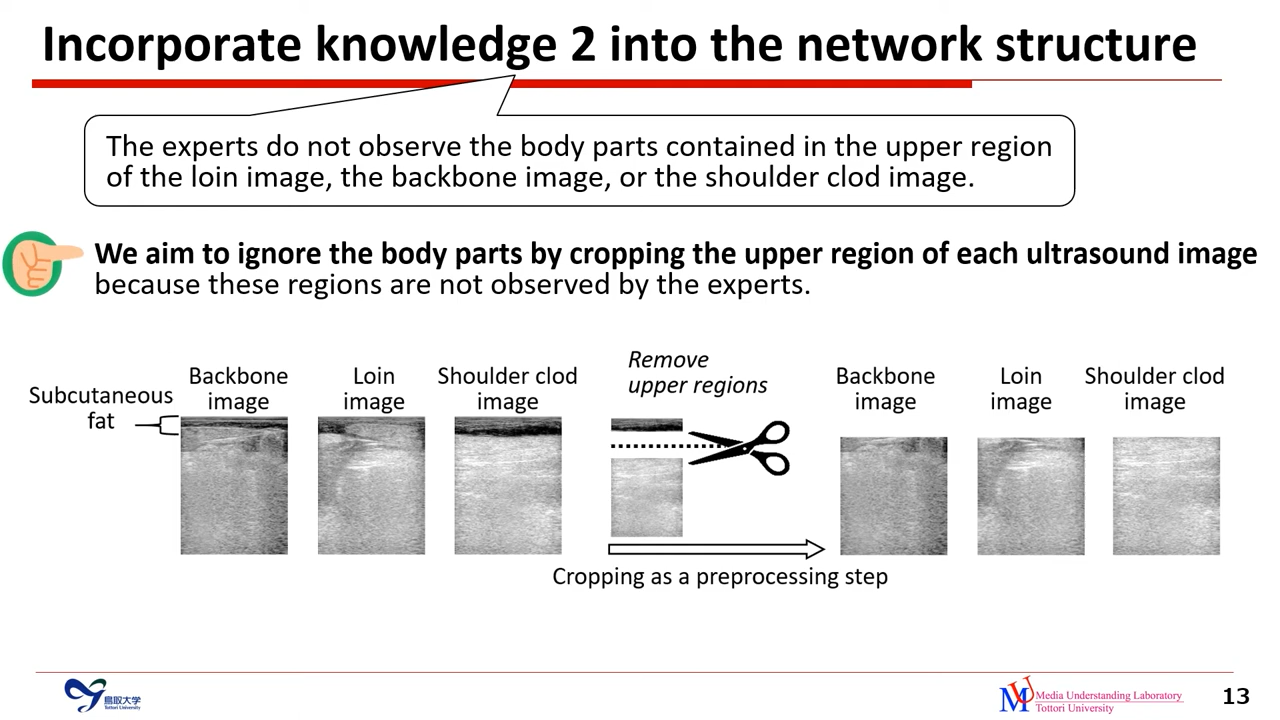 Incorporate knowledge 2 into the network structure
The experts do not observe the body parts contained in the upper region
of the loin image, the backbone image, or the shoulder clod image.
We aim to ignore the body parts by cropping the upper region of each ultrasound image
because these regions are not observed by the experts.
Subcutaneous
fat
Backbone
image
Loin
image
Shoulder clod
image
Remove
upper regions
Cropping as a preprocessing step
Backbone
image
Loin
image
Shoulder clod
image
鳥取大学
Tottori University
MU
Media Understanding Laboratory
Tottori University
13